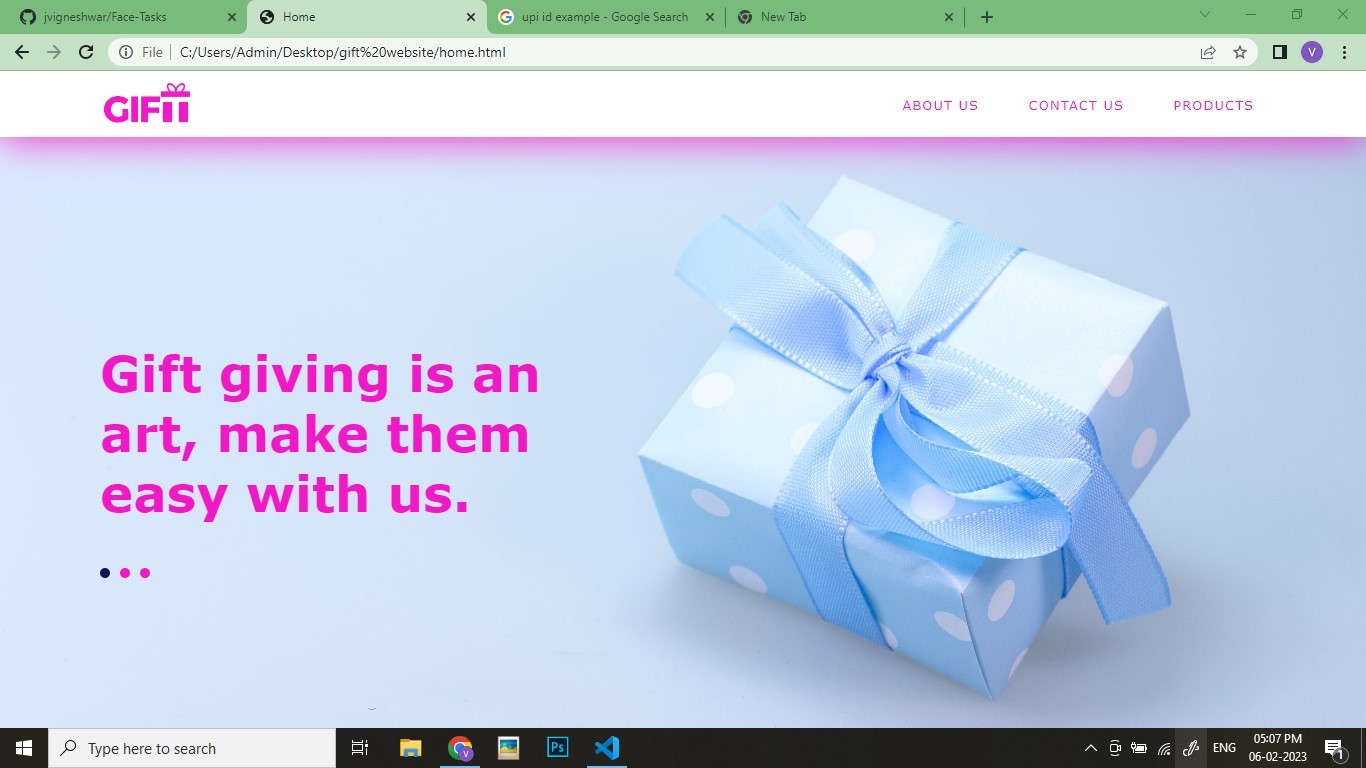 jvigneshwar/Face-Tasks
Home
upi id example - Google Search
New Tab
File
C:/Users/Admin/Desktop/gift%20website/home.html
V
GIFTT
ABOUT US
CONTACT US
PRODUCTS
Gift giving is an
art, make them
easy with us.
Type here to search
V
Ps
ENG
05:07 PM
06-02-2023
1